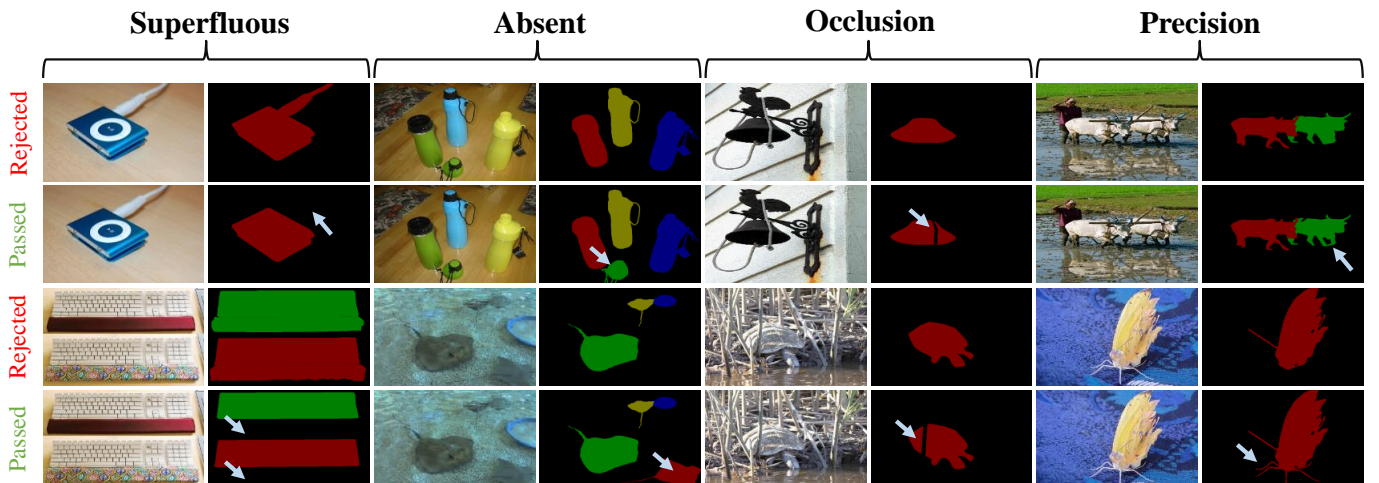 Superfluous Absent Occlusion Precision
Rejected
Passed
Rejected
Passed